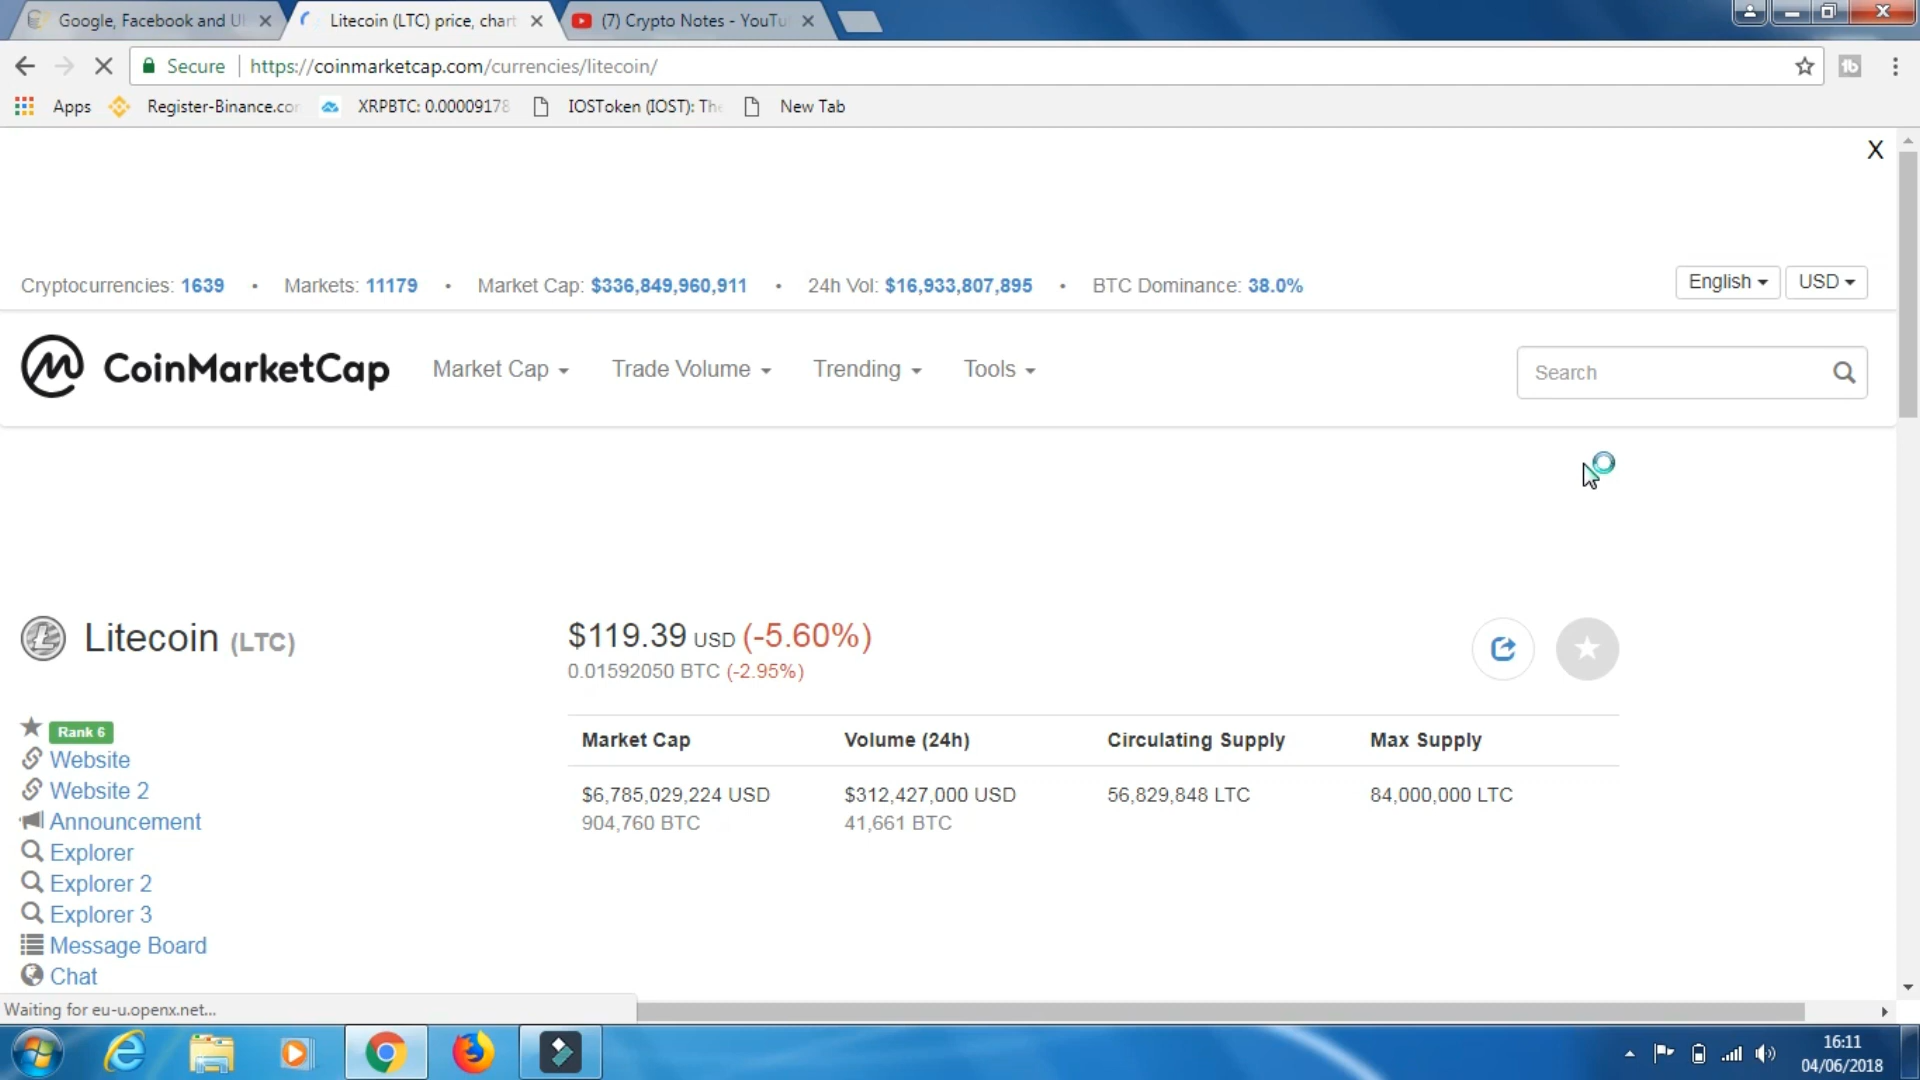 Google, Facebook and U
Litecoin (LTC) price, chart
(7) Crypto Notes - YouTu
Secure
https://coinmarketcap.com/currencies/litecoin/
Apps
Register-Binance.con
XRPBTC: 0.00009178
IOSToken (IOST): The
New Tab
X
Cryptocurrencies: 1639 • Markets: 11179 • Market Cap: $336,849,960,911 • 24h Vol: $16,933,807,895 • BTC Dominance: 38.0%
English
USD
CoinMarketCap
Market Cap
Trade Volume
Trending
Tools
Search
Litecoin (LTC)
$119.39 USD (-5.60%)
0.01592050 BTC (-2.95%)
Rank 6
Website
Website 2
Announcement
Explorer
Explorer 2
Explorer 3
Message Board
Chat
Market Cap Volume (24h) Circulating Supply Max Supply
$6,785,029,224 USD $312,427,000 USD 56,829,848 LTC 84,000,000 LTC
904,760 BTC 41,661 BTC
Waiting for eu-u.openx.net...
16:11
04/06/2018